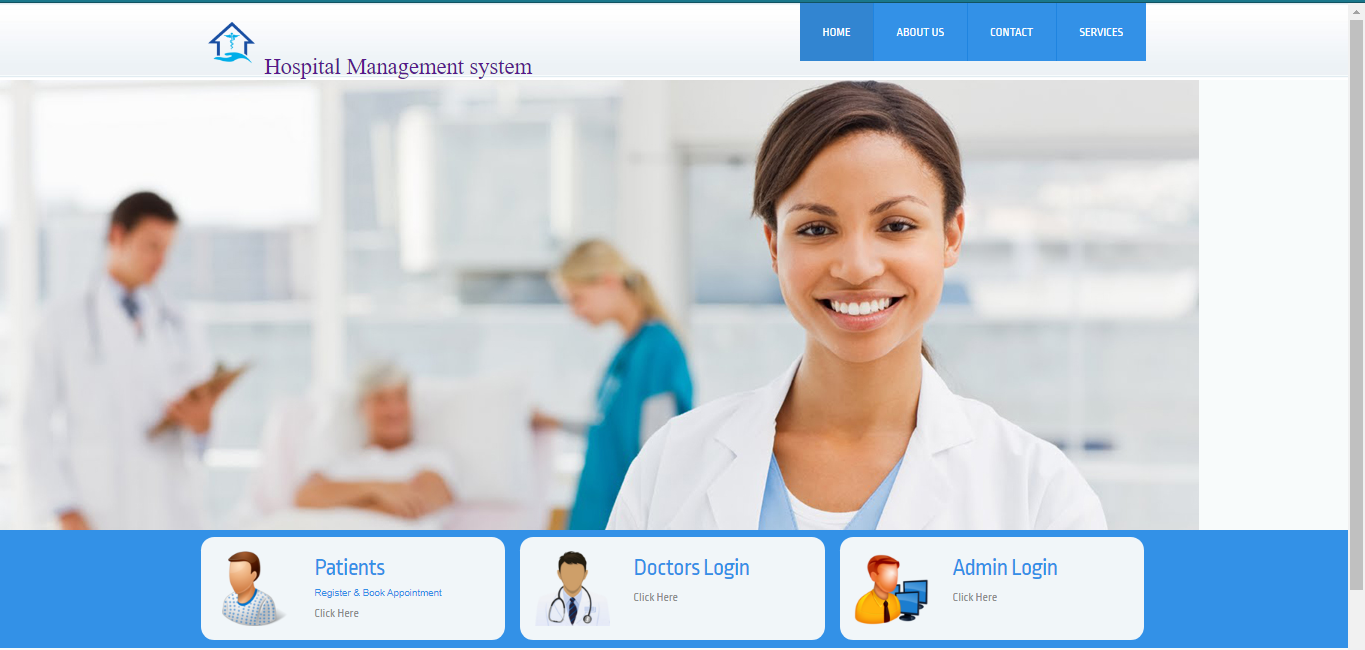 HOME
ABOUT US
CONTACT
SERVICES
Hospital Management system
Patients
Register & Book Appointment
Click Here
Doctors Login
Click Here
Admin Login
Click Here